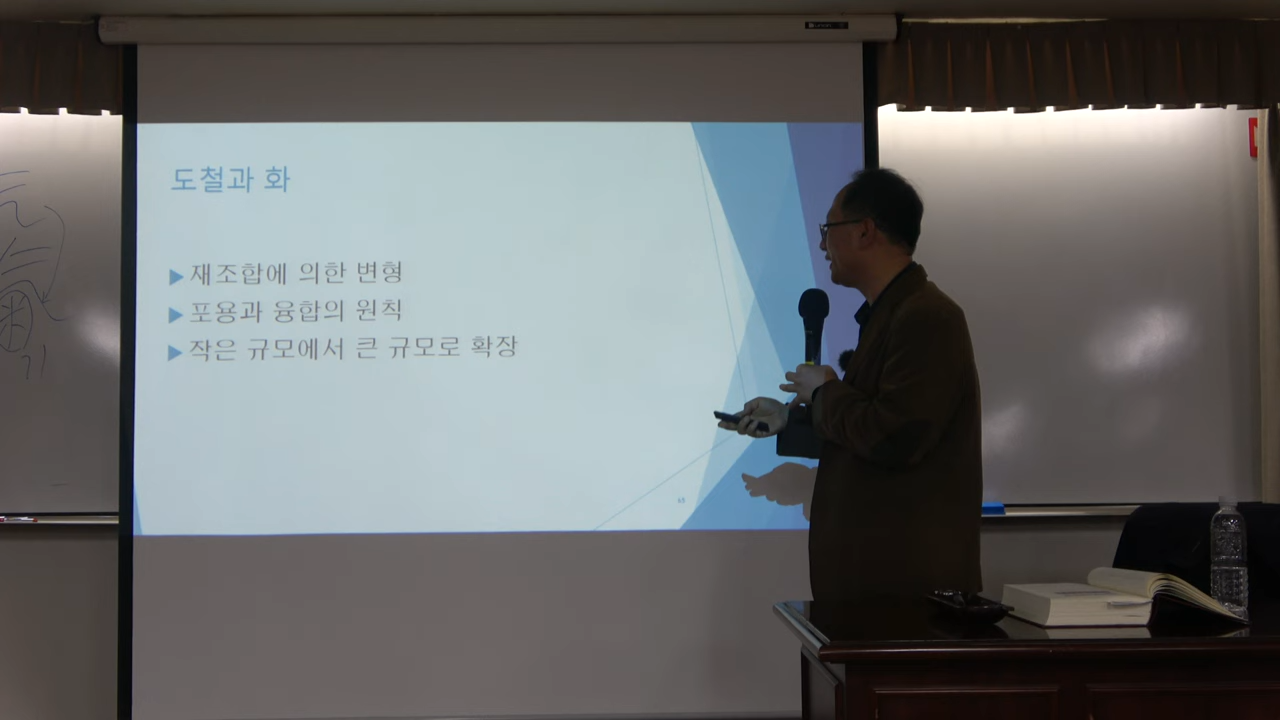 도철과 화
재조합에 의한 변형
포용과 융합의 원칙
작은 규모에서 큰 규모로 확장
기